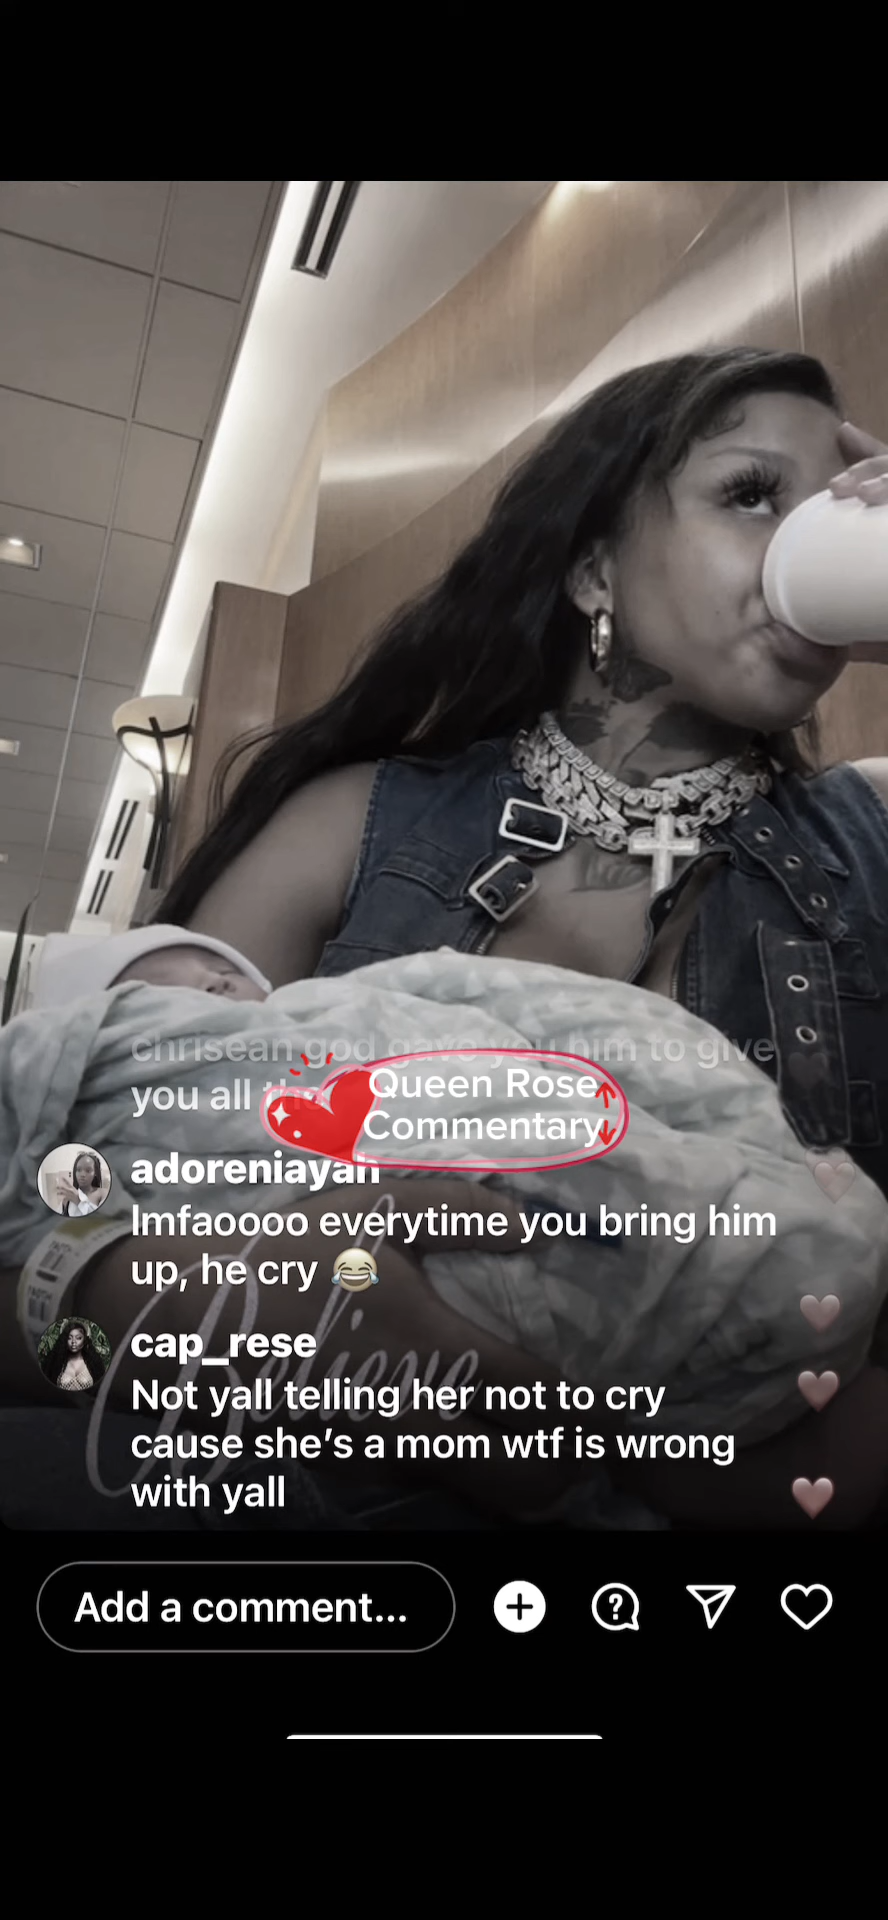 chrisean god gave you him to give
you all
Queen Rose
Commentary
adoreniayah
lmfaoooo everytime you bring him
up, he cry 😂
cap_rese
Not yall telling her not to cry
cause she's a mom wtf is wrong
with yall
Believe
Add a comment...